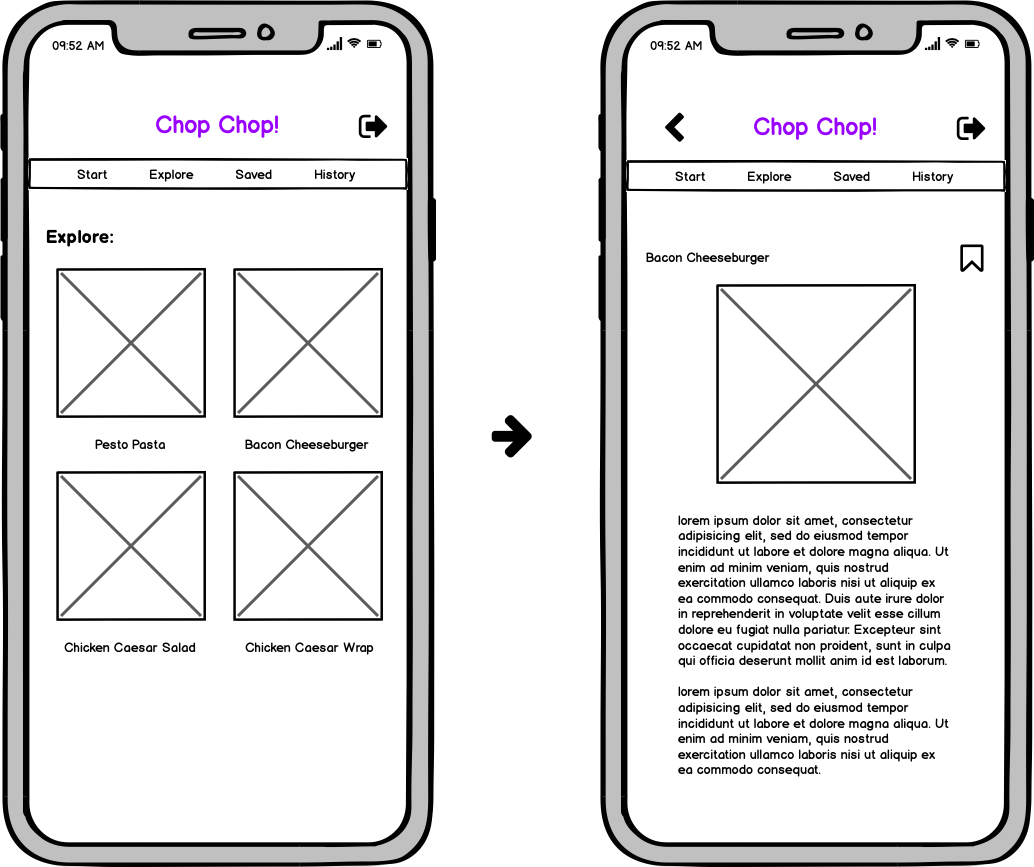 09:52 AM
Chop Chop!
Start Explore Saved History
Explore:
Pesto Pasta Bacon Cheeseburger
Chicken Caesar Salad Chicken Caesar Wrap
09:52 AM
Chop Chop!
Start Explore Saved History
Bacon Cheeseburger
lorem ipsum dolor sit amet, consectetur
adipisicing elit, sed do eiusmod tempor
incididunt ut labore et dolore magna aliqua. Ut
enim ad minim veniam, quis nostrud
exercitation ullamco laboris nisi ut aliquip ex
ea commodo consequat. Duis aute irure dolor
in reprehenderit in voluptate velit esse cillum
dolore eu fugiat nulla pariatur. Excepteur sint
occaecat cupidatat non proident, sunt in culpa
qui officia deserunt mollit anim id est laborum.
lorem ipsum dolor sit amet, consectetur
adipisicing elit, sed do eiusmod tempor
incididunt ut labore et dolore magna aliqua. Ut
enim ad minim veniam, quis nostrud
exercitation ullamco laboris nisi ut aliquip ex
ea commodo consequat.